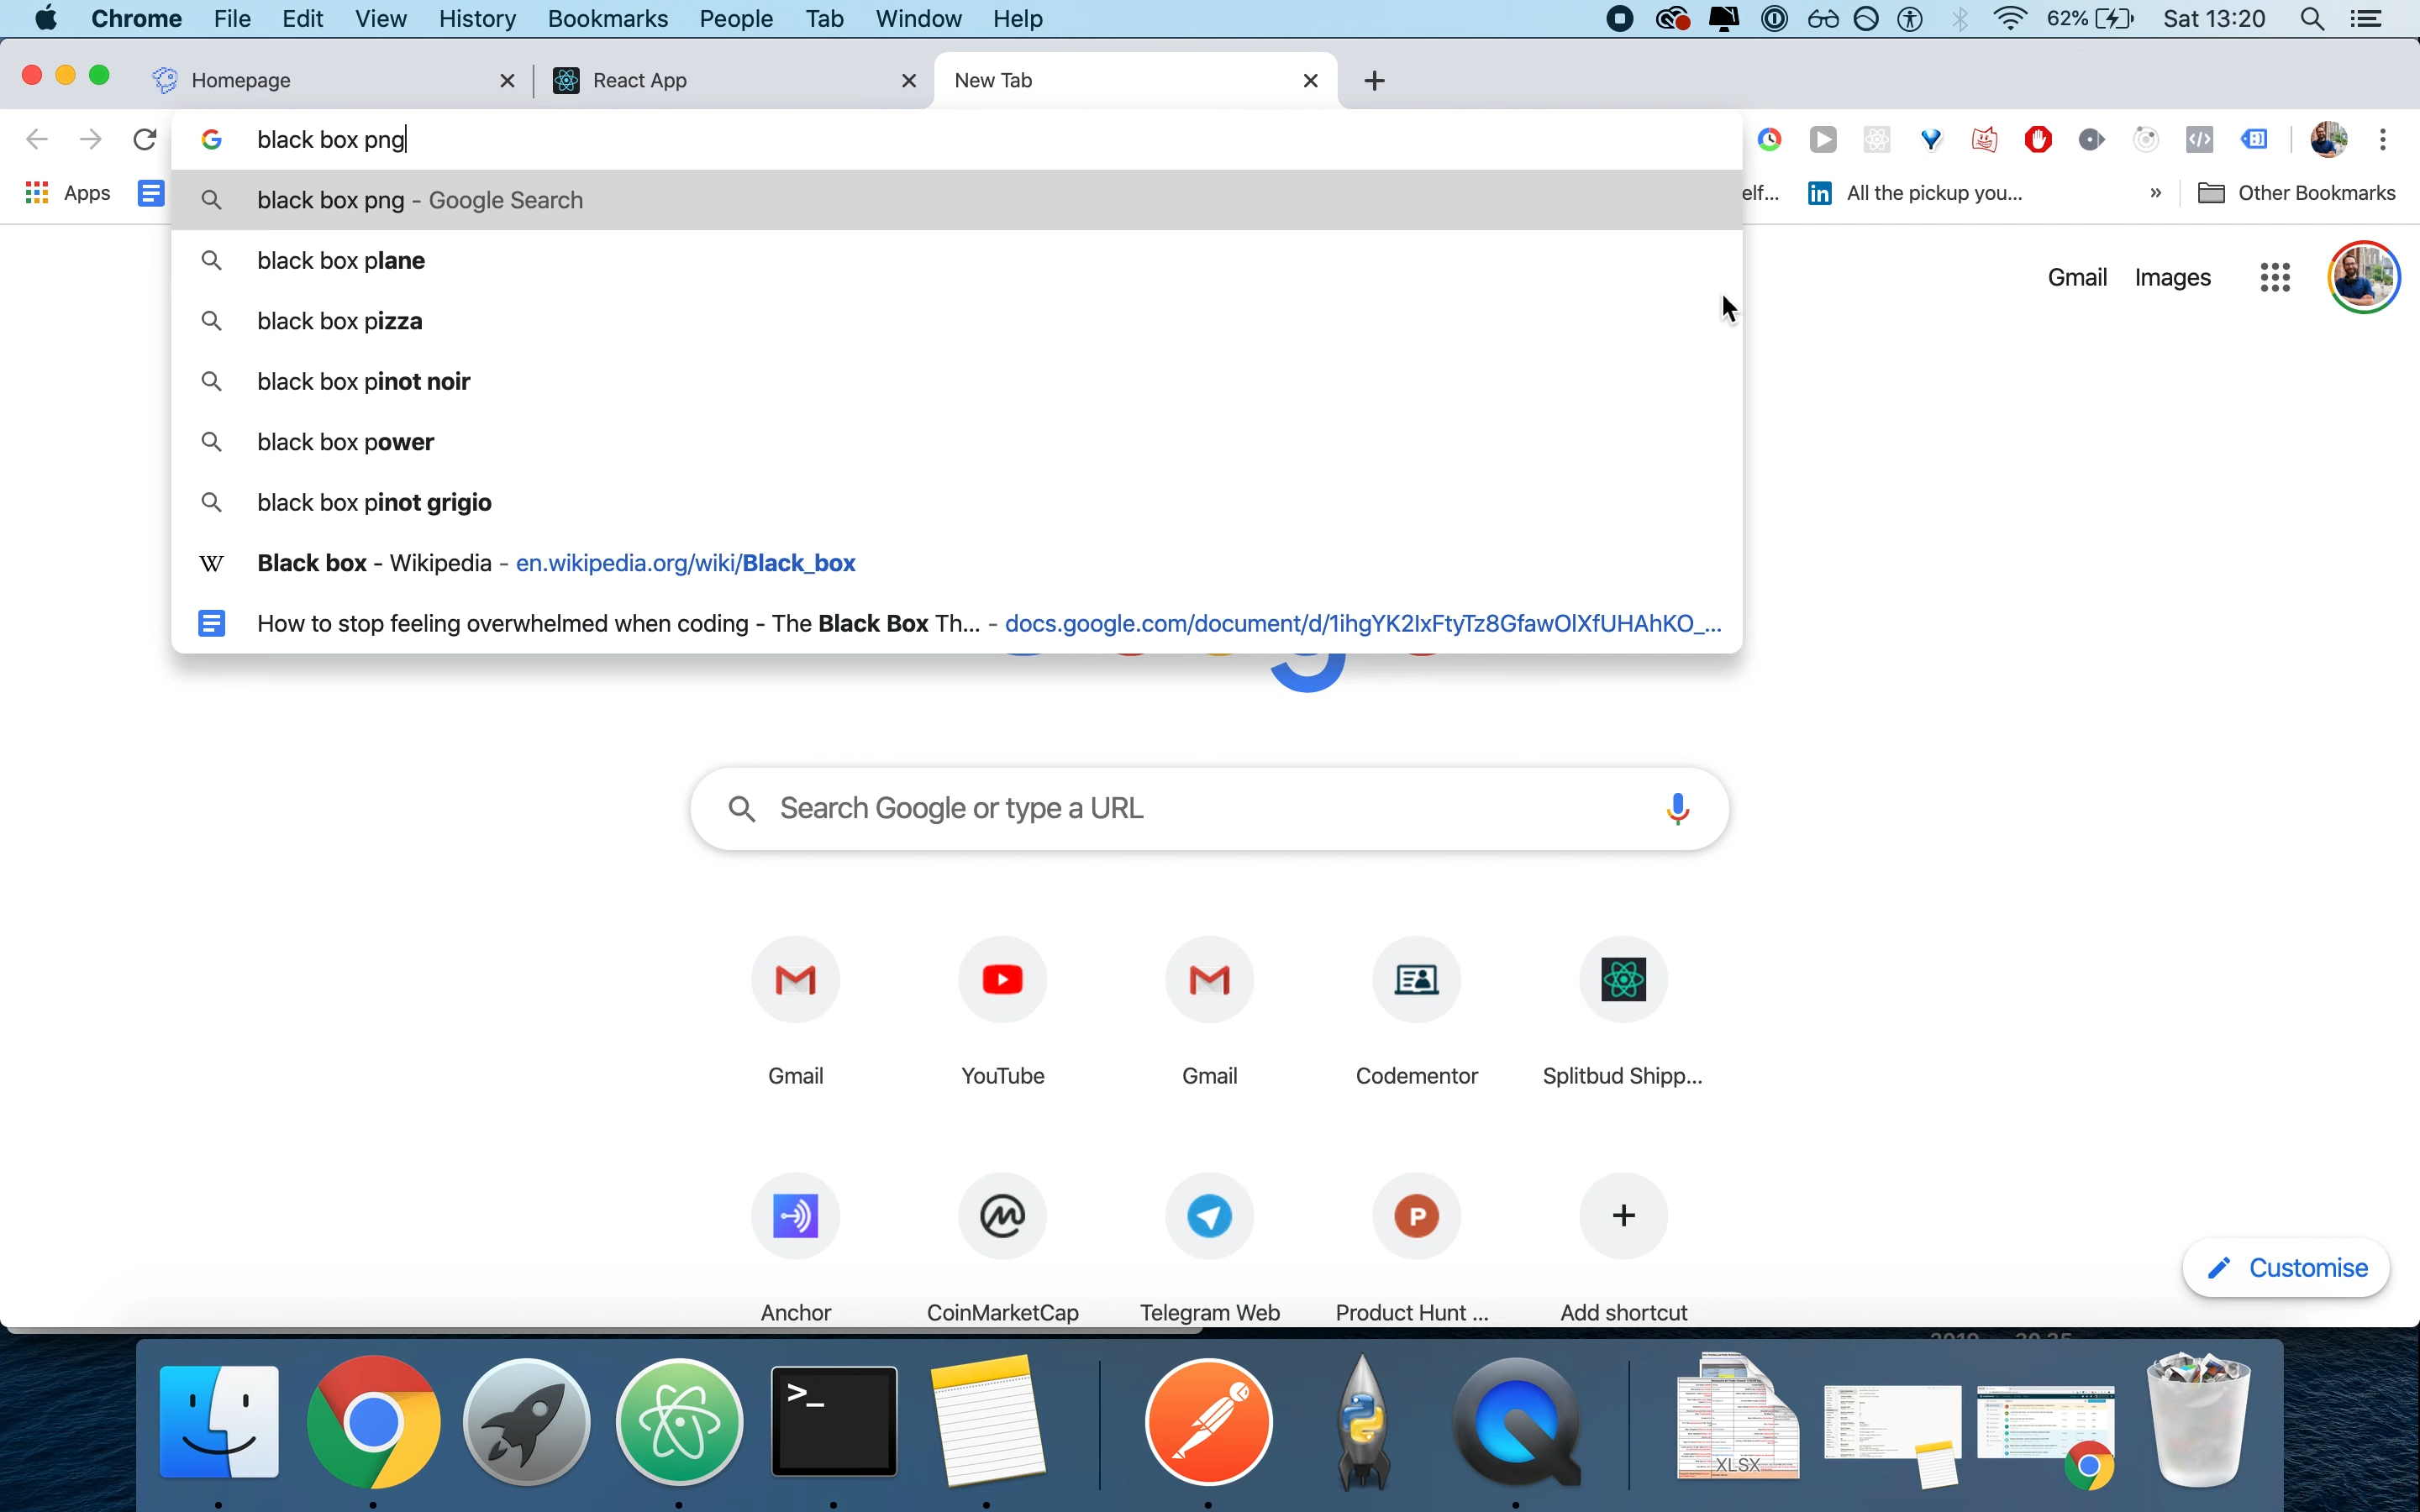 Chrome File Edit View History Bookmarks People Tab Window Help 62% Sat 13:20
Homepage React App New Tab
black box png
Apps elf... All the pickup you... » Other Bookmarks
black box png - Google Search
black box plane
black box pizza
black box pinot noir
black box power
black box pinot grigio
W Black box - Wikipedia - en.wikipedia.org/wiki/Black_box
How to stop feeling overwhelmed when coding - The Black Box Th... - docs.google.com/document/d/1ihgYK2IxFtyTz8GfawOlXfUHAhKO_...
Gmail Images
Search Google or type a URL
Gmail YouTube Gmail Codementor Splitbud Shipp...
Anchor CoinMarketCap Telegram Web Product Hunt ... Add shortcut
Customise
XLSX